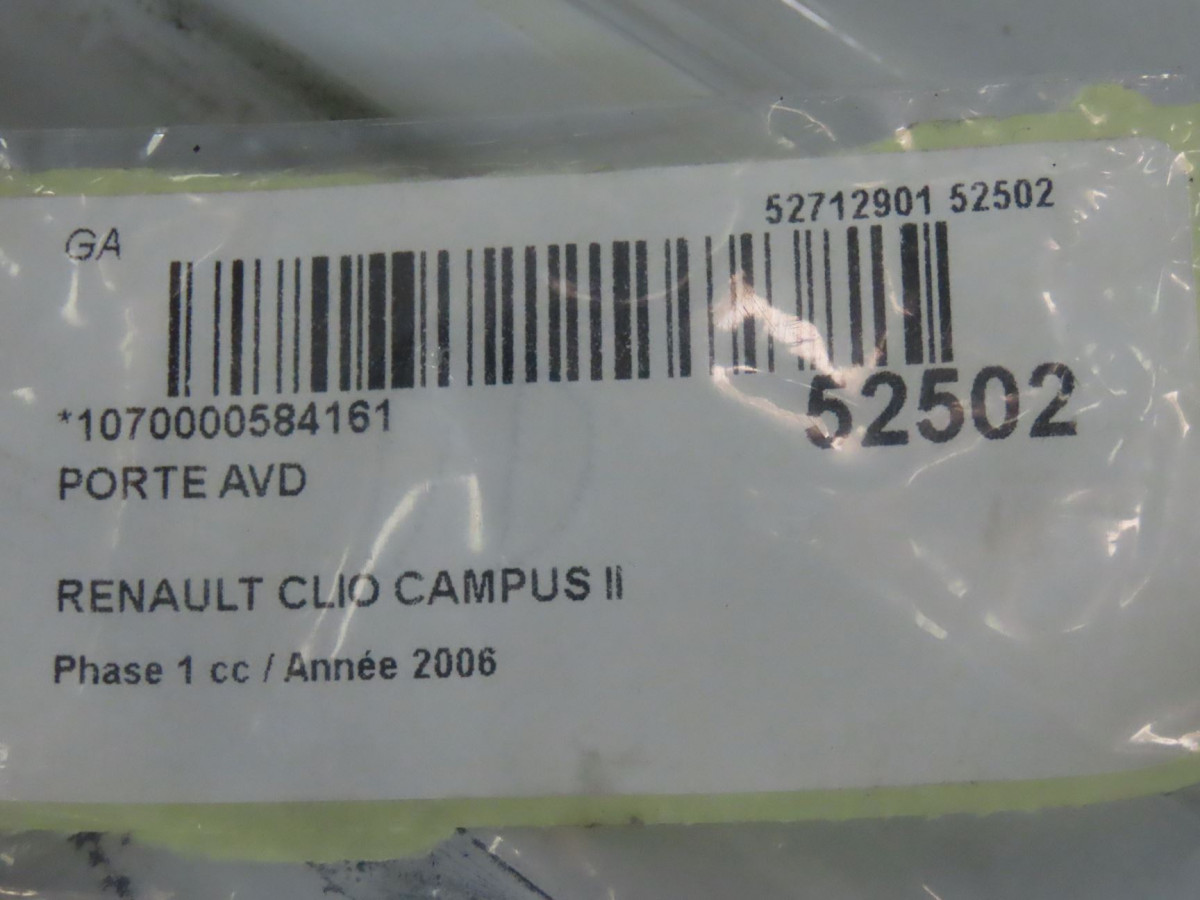 GA
52712901 52502
*1070000584161
52502
PORTE AVD
RENAULT CLIO CAMPUS II
Phase 1 cc / Année 2006